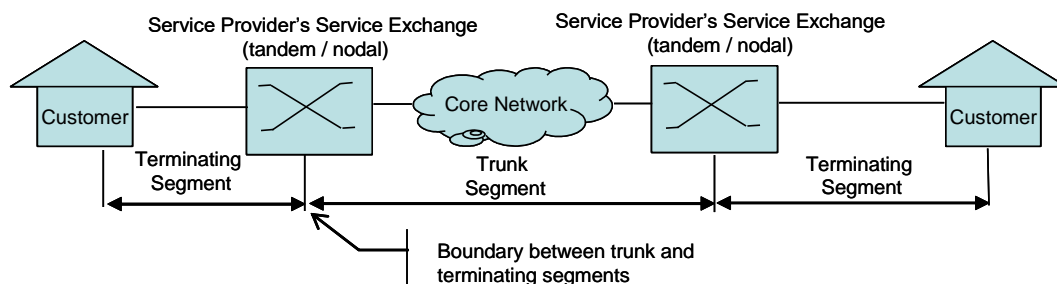 Service Provider's Service Exchange
(tandem / nodal)
Service Provider's Service Exchange
(tandem / nodal)
Customer
Core Network
Customer
Terminating
Segment
Trunk
Segment
Terminating
Segment
Boundary between trunk and
terminating segments